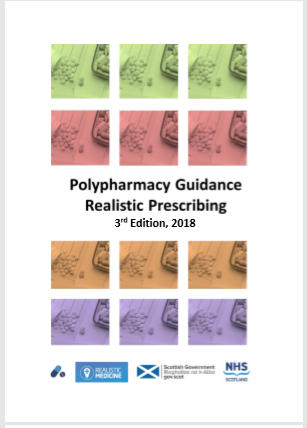 Polypharmacy Guidance
Realistic Prescribing
3rd Edition, 2018
REALISTIC
MEDICINE
Scottish Government
Riaghaltas na h-Alba
gov.scot
NHS
SCOTLAND